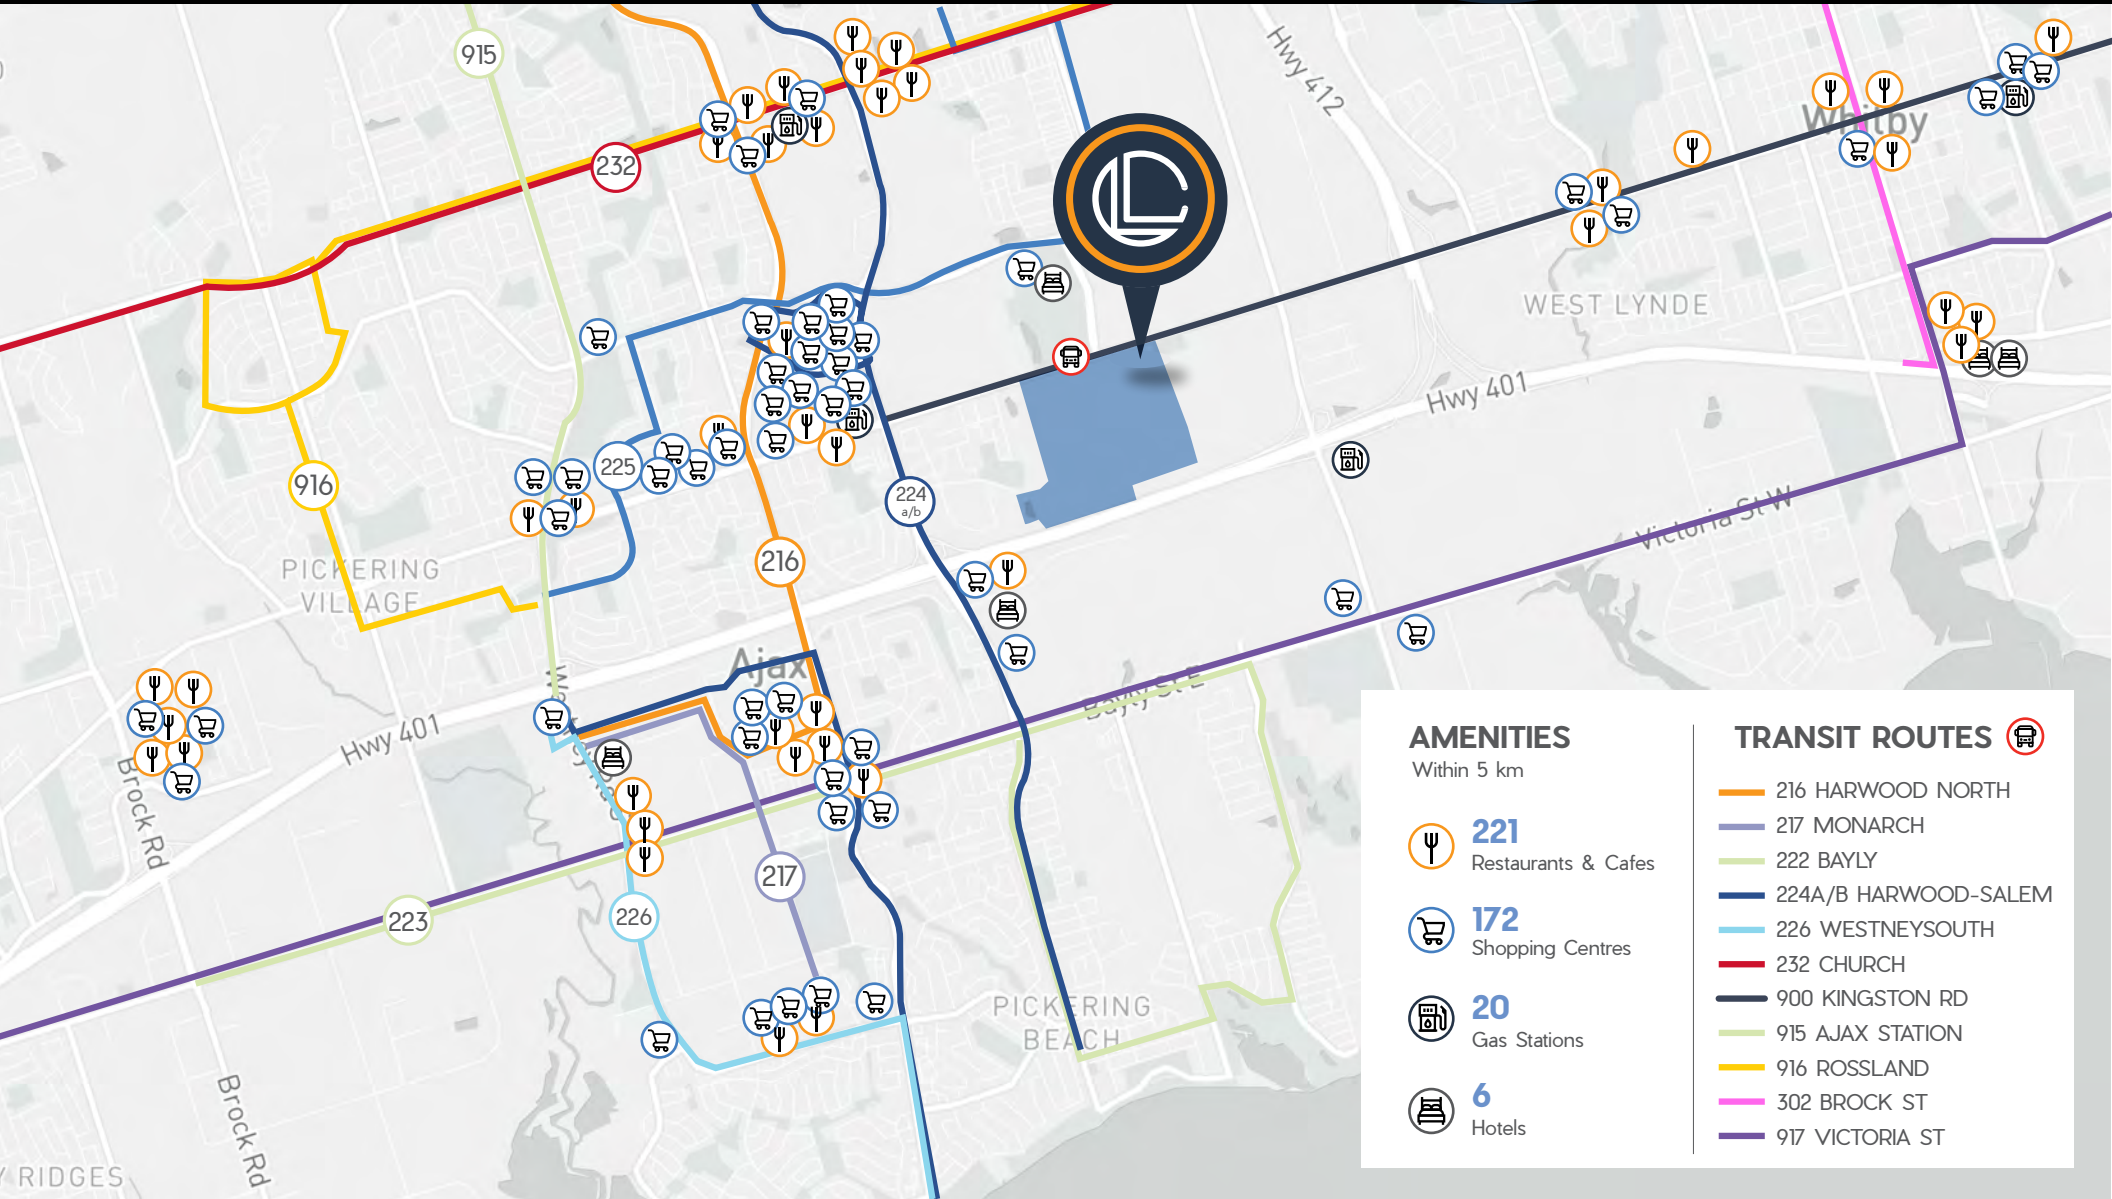 915
Hwy 412
Whitby
232
WEST LYNDE
Hwy 401
225
916
224
a/b
Victoria St W
216
PICKERING
VILLAGE
Ajax
Bayly St E
Hwy 401
Brock Rd
217
223
226
PICKERING
BEACH
Brock Rd
Y RIDGES
AMENITIES
Within 5 km
221
Restaurants & Cafes
172
Shopping Centres
20
Gas Stations
6
Hotels
TRANSIT ROUTES
216 HARWOOD NORTH
217 MONARCH
222 BAYLY
224A/B HARWOOD-SALEM
226 WESTNEYSOUTH
232 CHURCH
900 KINGSTON RD
915 AJAX STATION
916 ROSSLAND
302 BROCK ST
917 VICTORIA ST